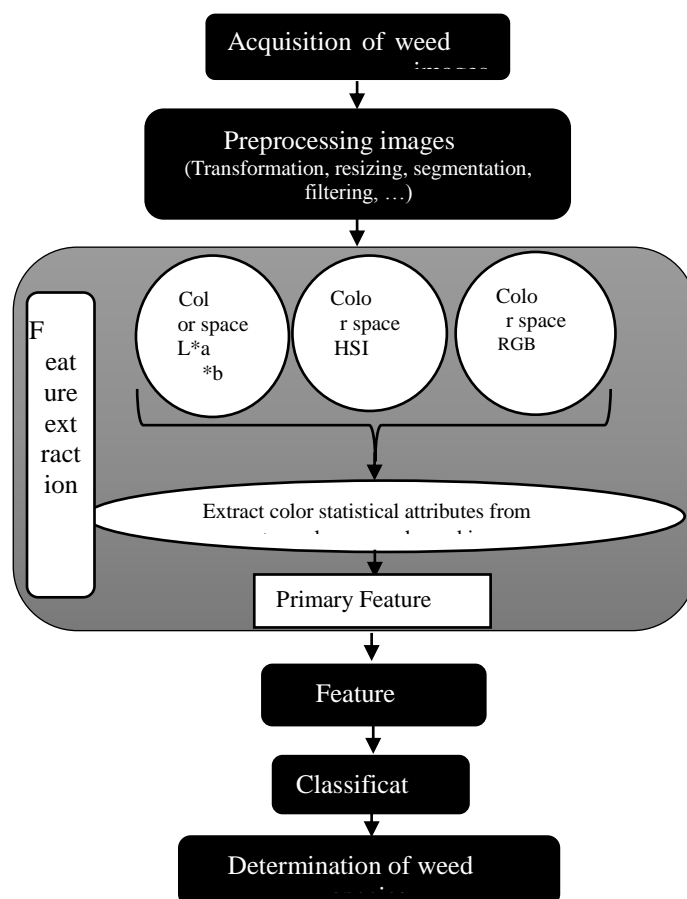 Acquisition of weed
images
Preprocessing images
(Transformation, resizing, segmentation,
filtering, …)
F
eat
ure
ext
ract
ion
Col
or space
L*a
*b
Colo
r space
HSI
Colo
r space
RGB
Extract color statistical attributes from
Primary Feature
Feature
Classificat
Determination of weed